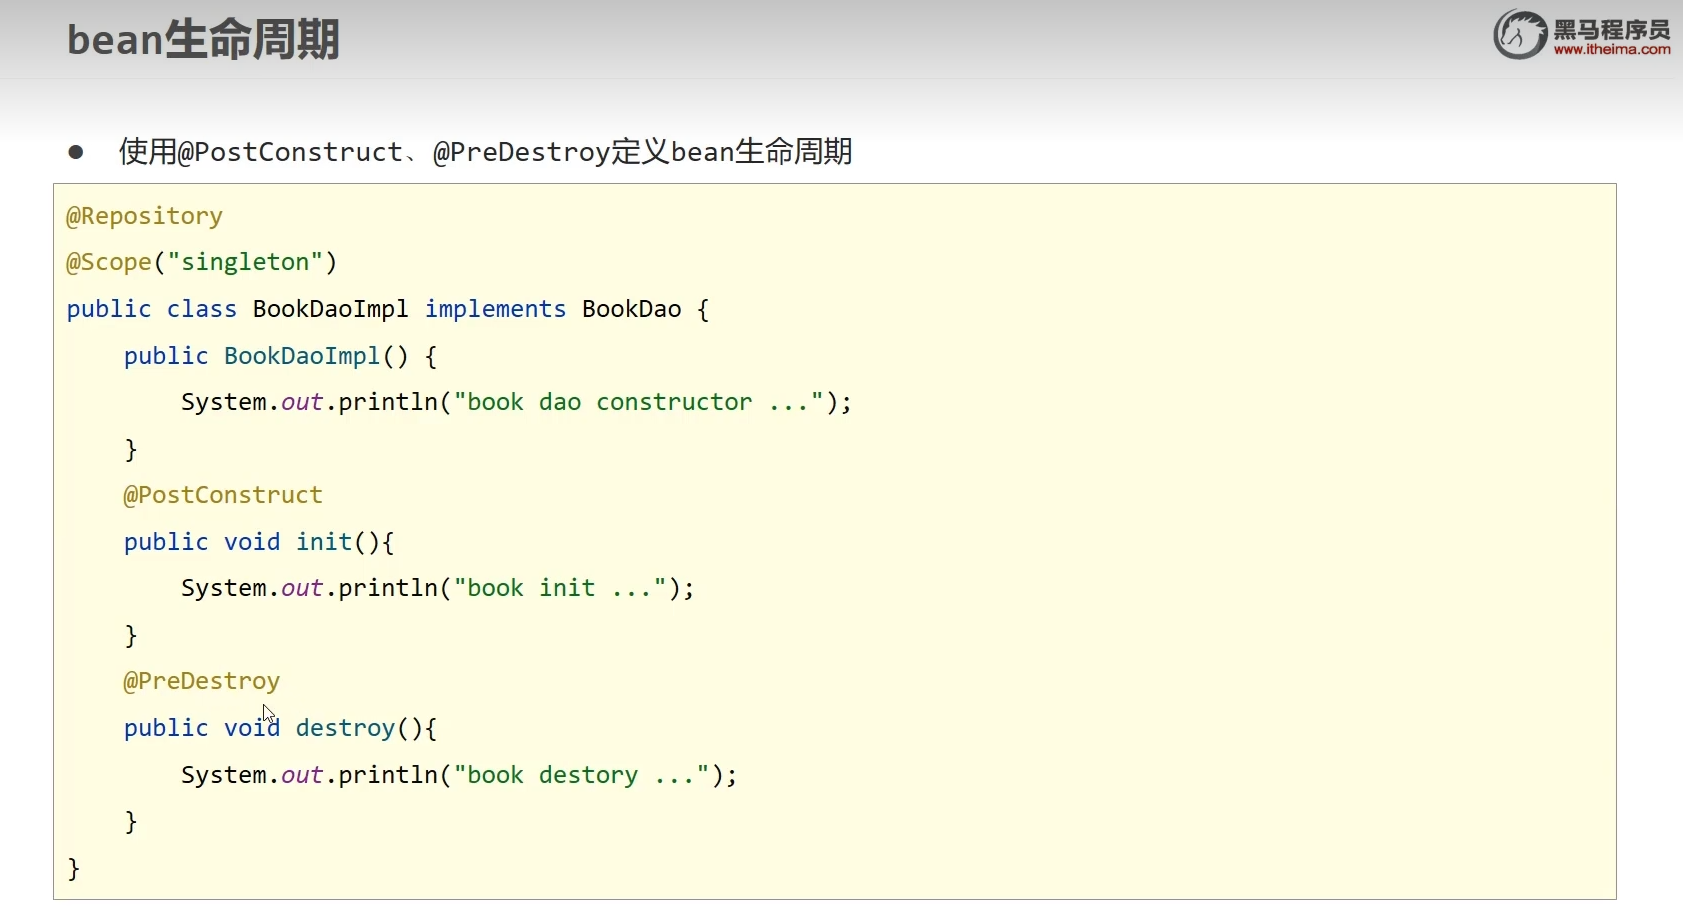 bean生命周期
黑马程序员
www.itheima.com
● 使用@PostConstruct、@PreDestroy定义bean生命周期
@Repository
@Scope("singleton")
public class BookDaoImpl implements BookDao {
    public BookDaoImpl() {
        System.out.println("book dao constructor ...");
    }
    @PostConstruct
    public void init(){
        System.out.println("book init ...");
    }
    @PreDestroy
    public void destroy(){
        System.out.println("book destory ...");
    }
}